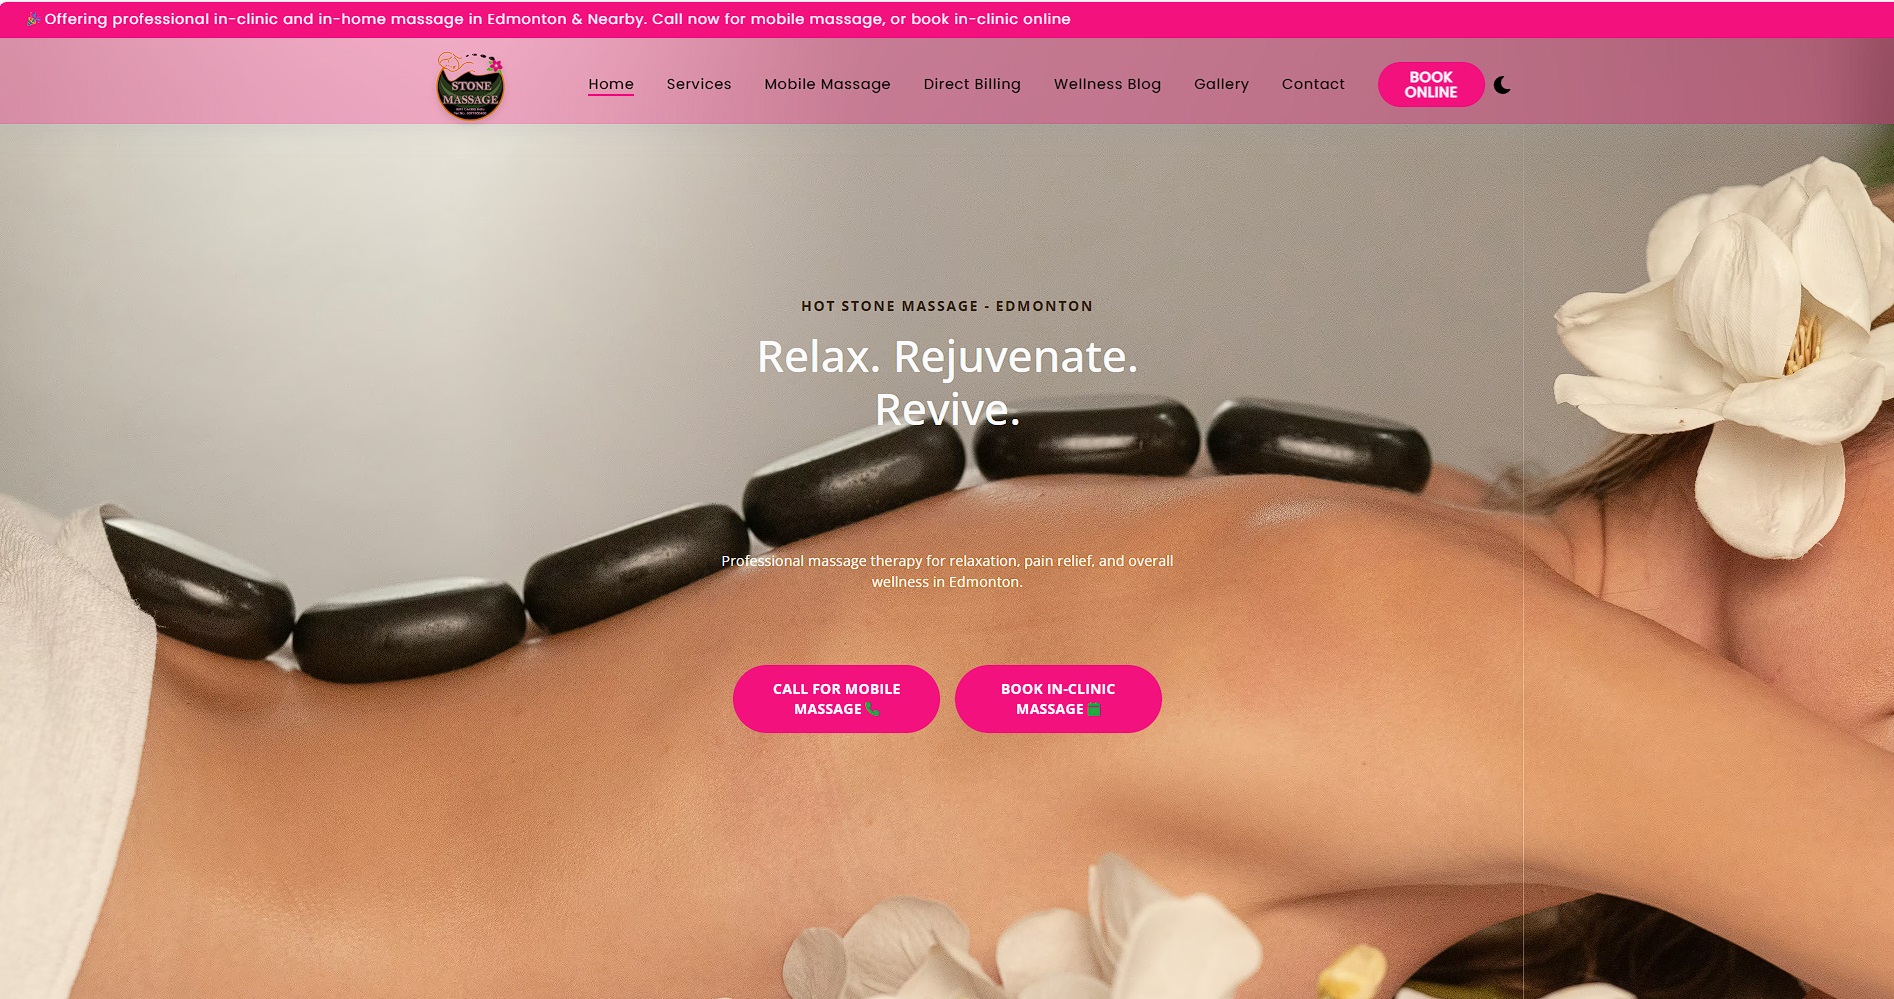 🎉 Offering professional in-clinic and in-home massage in Edmonton & Nearby. Call now for mobile massage, or book in-clinic online
STONE
MASSAGE
Home
Services
Mobile Massage
Direct Billing
Wellness Blog
Gallery
Contact
BOOK
ONLINE
HOT STONE MASSAGE - EDMONTON
Relax. Rejuvenate.
Revive.
Professional massage therapy for relaxation, pain relief, and overall
wellness in Edmonton.
CALL FOR MOBILE
MASSAGE 📞
BOOK IN-CLINIC
MASSAGE 📅